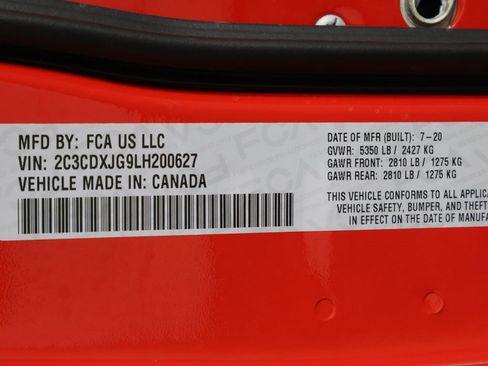 MFD BY: FCA US LLC
VIN: 2C3CDXJG9LH200627
VEHICLE MADE IN: CANADA
DATE OF MFR (BUILT): 7-20
GVWR: 5350 LB / 2427 KG
GAWR FRONT: 2810 LB / 1275 KG
GAWR REAR: 2810 LB / 1275 KG
THIS VEHICLE CONFORMS TO ALL APPLICA
VEHICLE SAFETY, BUMPER, AND THEFT
IN EFFECT ON THE DATE OF MANUFA